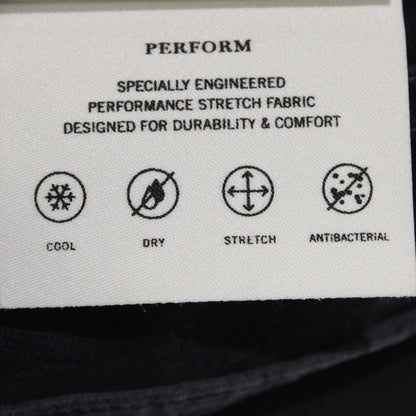 PERFORM
SPECIALLY ENGINEERED
PERFORMANCE STRETCH FABRIC
DESIGNED FOR DURABILITY & COMFORT
COOL DRY STRETCH ANTIBACTERIAL